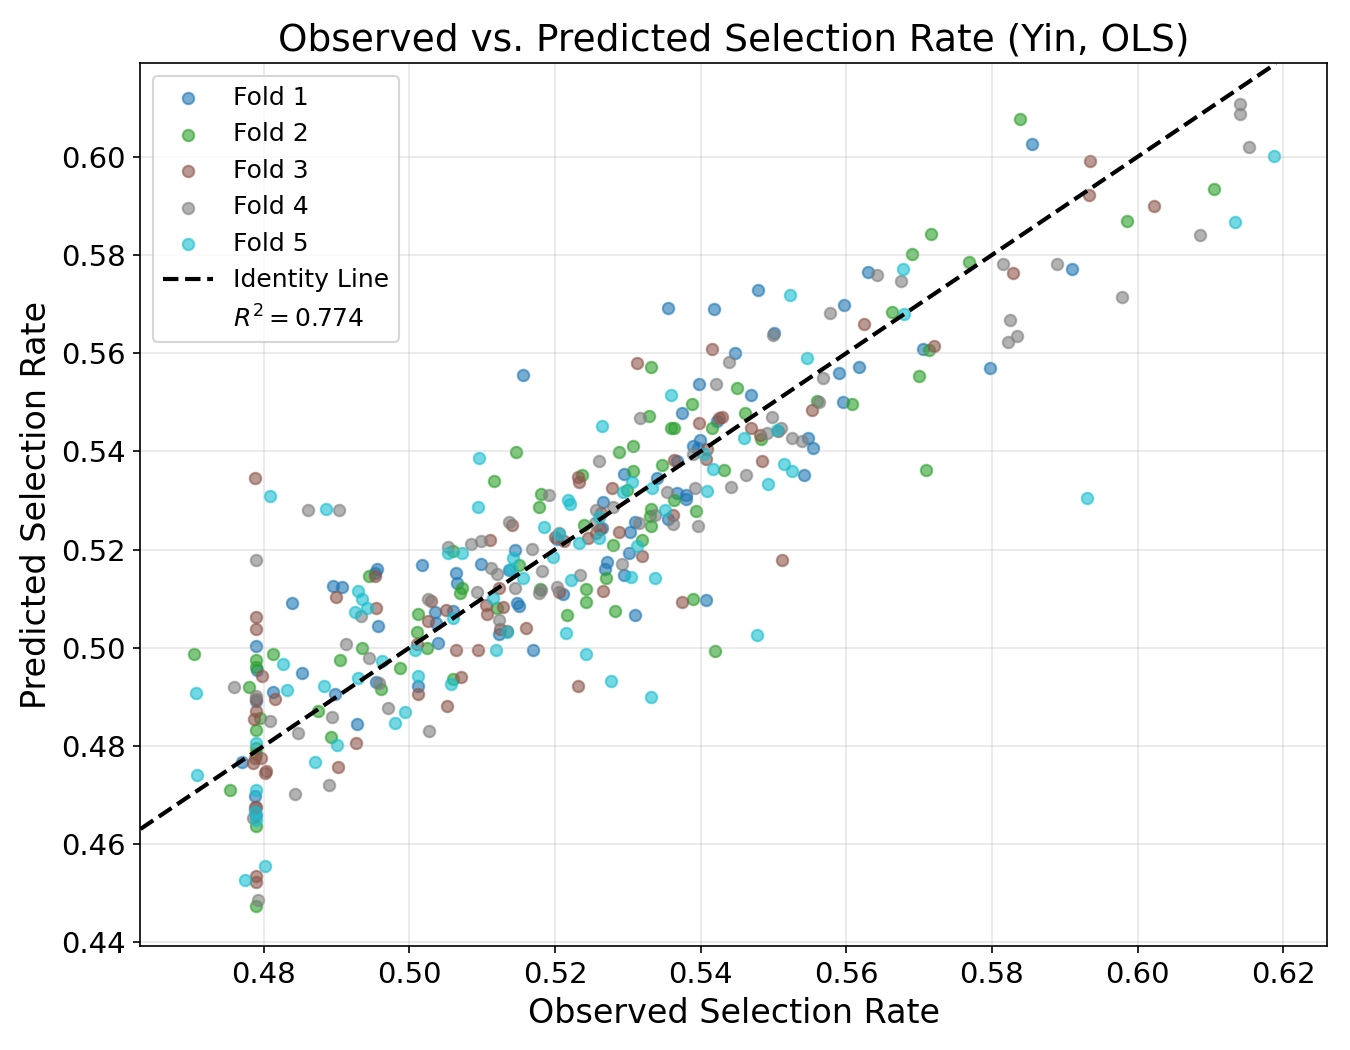 Observed vs. Predicted Selection Rate (Yin, OLS)
Fold 1
Fold 2
Fold 3
Fold 4
Fold 5
Identity Line
R² = 0.774
Predicted Selection Rate
0.60
0.58
0.56
0.54
0.52
0.50
0.48
0.46
0.44
0.48 0.50 0.52 0.54 0.56 0.58 0.60 0.62
Observed Selection Rate